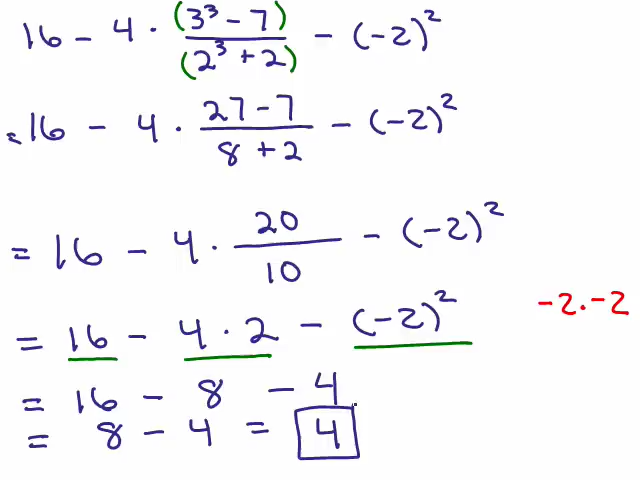 16 - 4 · (3³ - 7) / (2³ + 2) - (-2)²
= 16 - 4 · 27 - 7 / 8 + 2 - (-2)²
= 16 - 4 · 20 / 10 - (-2)²
= 16 - 4 · 2 - (-2)²
-2 · -2
= 16 - 8 - 4
= 8 - 4 = 4